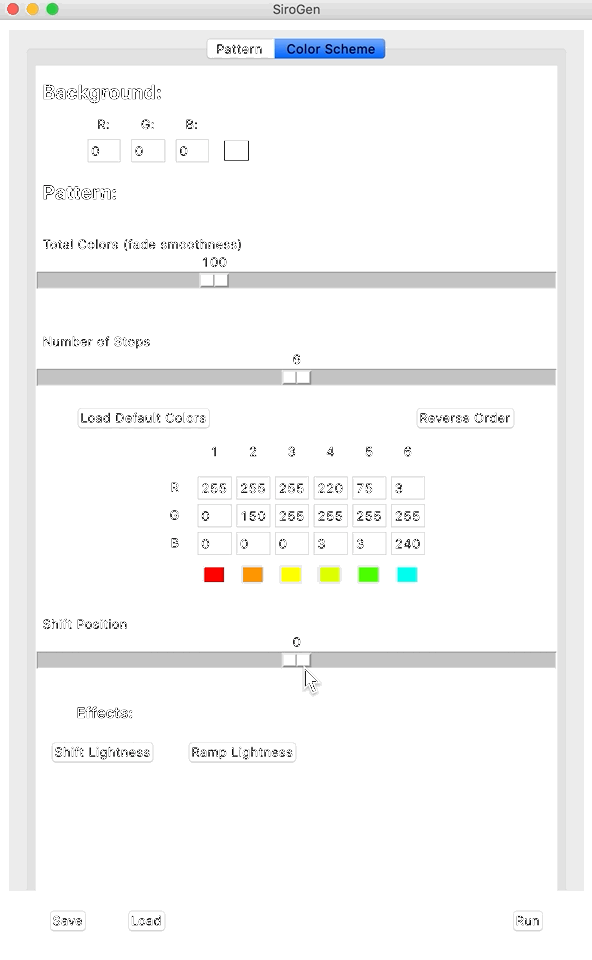 SiroGen
Pattern Color Scheme
Background:
R: G: B:
0 0 0
Pattern:
Total Colors (fade smoothness)
100
Number of Stops
6
Load Default Colors Reverse Order
1 2 3 4 5 6
R 255 255 255 220 75 3
G 0 150 255 255 255 255
B 0 0 0 3 3 240
Shift Position
0
Effects:
Shift Lightness Ramp Lightness
Save Load Run